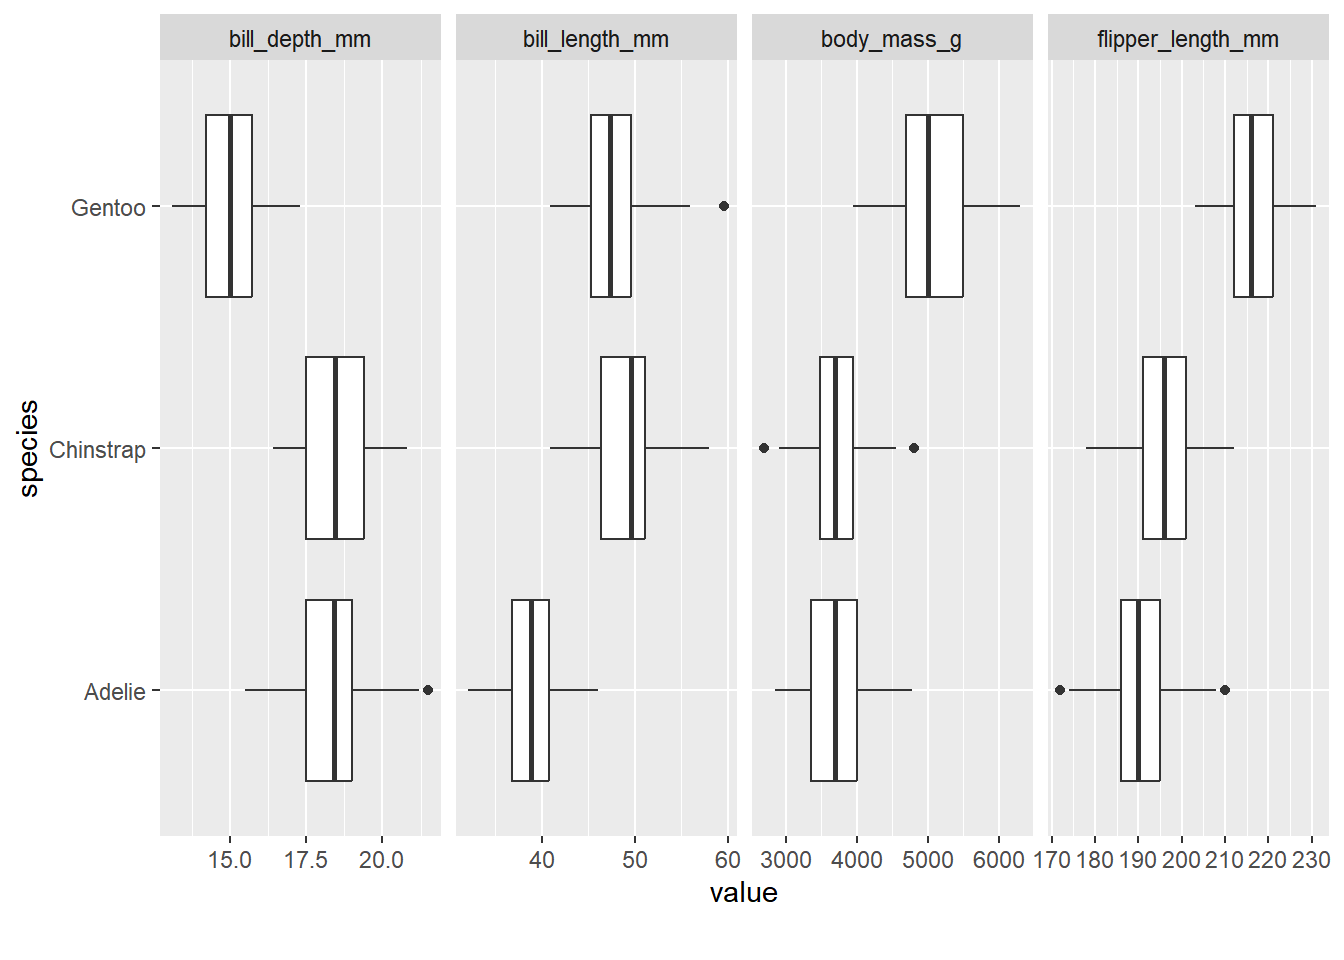 bill_depth_mm bill_length_mm body_mass_g flipper_length_mm
Gentoo
Chinstrap
Adelie
species
15.0 17.5 20.0 40 50 60 3000 4000 5000 6000 170 180 190 200 210 220 230
value